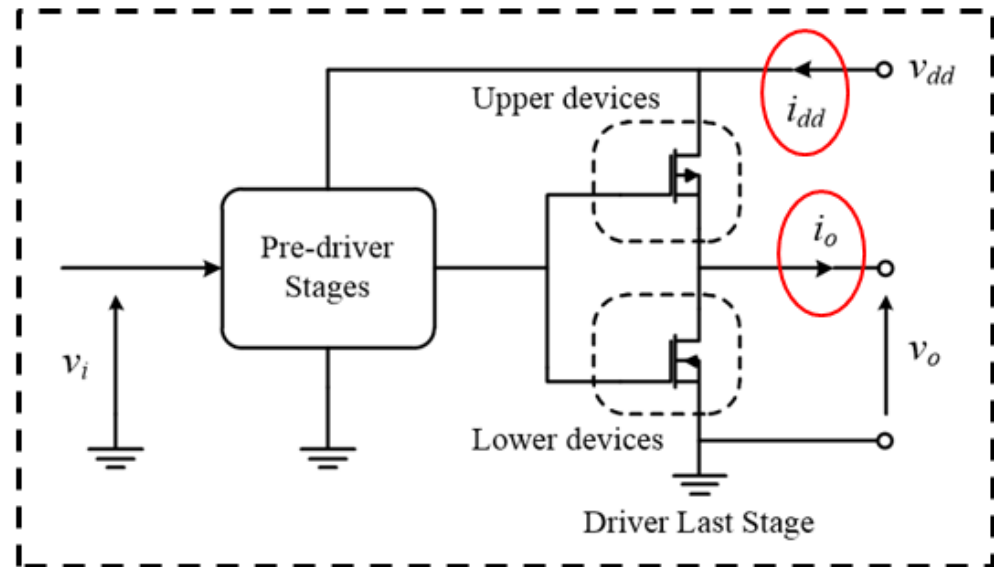 v_dd
Upper devices
i_dd
i_o
Pre-driver
Stages
v_i
v_o
Lower devices
Driver Last Stage